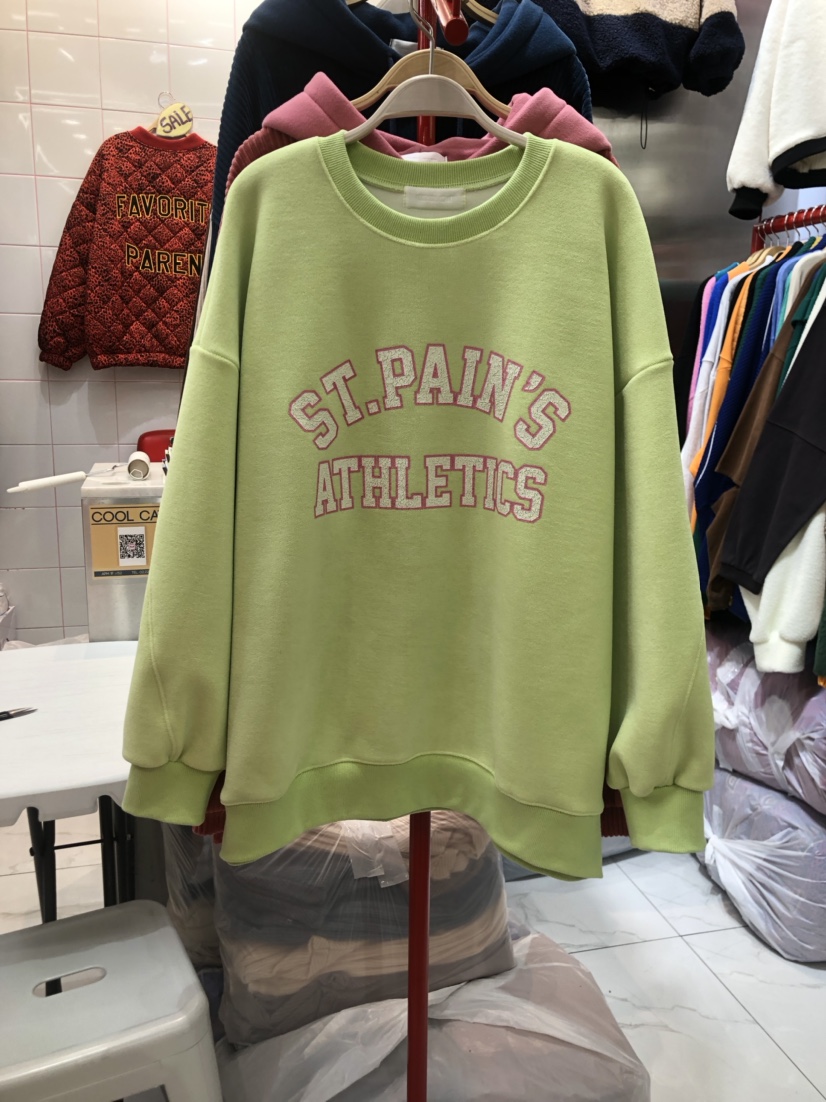 SALE
FAVORIT
PAREN
ST.PAIN'S
ATHLETICS
COOL CA